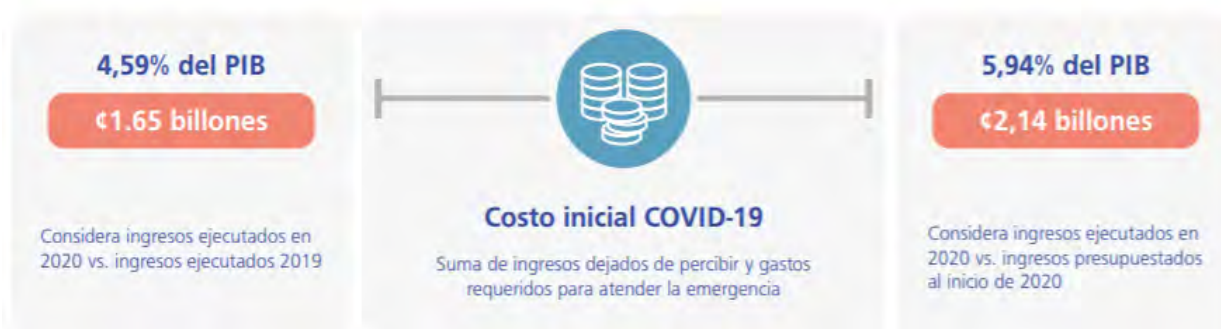 4,59% del PIB
¢1.65 billones
Considera ingresos ejecutados en
2020 vs. ingresos ejecutados 2019
Costo inicial COVID-19
Suma de ingresos dejados de percibir y gastos
requeridos para atender la emergencia
5,94% del PIB
¢2,14 billones
Considera ingresos ejecutados en
2020 vs. ingresos presupuestados
al inicio de 2020